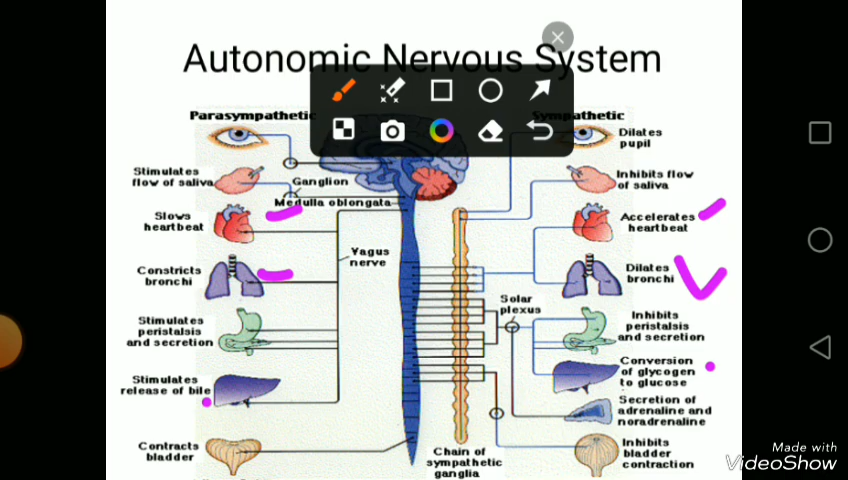 Autonomic Nervous System
Parasympathetic
Sympathetic
Dilates
pupil
Stimulates
flow of saliva
Ganglion
Medulla oblongata
Inhibits flow
of saliva
Slows
heartbeat
Accelerates
heartbeat
Vagus
nerve
Constricts
bronchi
Dilates
bronchi
Solar
plexus
Stimulates
peristalsis
and secretion
Inhibits
peristalsis
and secretion
Stimulates
release of bile
Conversion
of glycogen
to glucose
Secretion of
adrenaline and
noradrenaline
Contracts
bladder
Chain of
sympathetic
ganglia
Inhibits
bladder
contraction
Made with
VideoShow